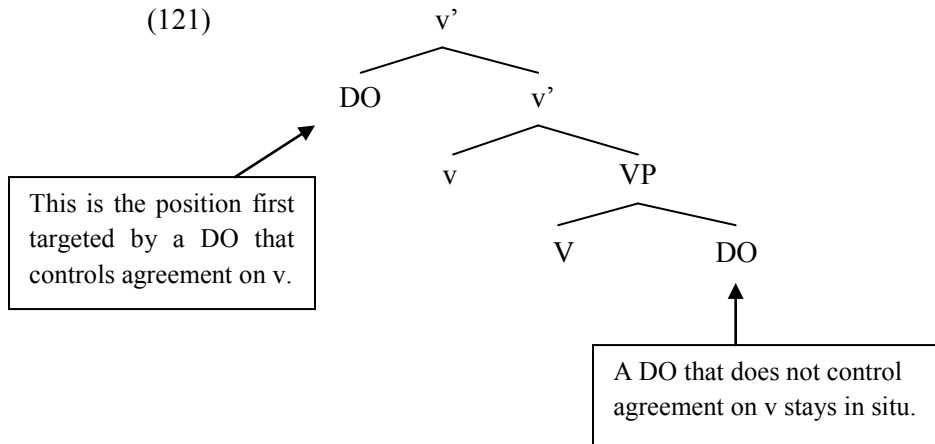 (121) v’
DO v’
v VP
This is the position first
targeted by a DO that
controls agreement on v.
V DO
A DO that does not control
agreement on v stays in situ.